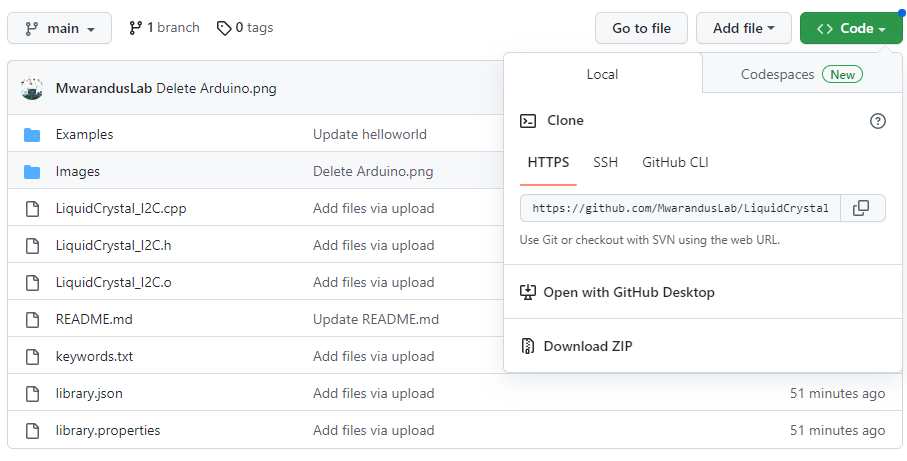 main 1 branch 0 tags Go to file Add file Code
MwarandusLab Delete Arduino.png
Local Codespaces New
Clone
HTTPS SSH GitHub CLI
https://github.com/MwarandusLab/LiquidCrystal
Use Git or checkout with SVN using the web URL.
Open with GitHub Desktop
Download ZIP
Examples Update helloworld
Images Delete Arduino.png
LiquidCrystal_I2C.cpp Add files via upload
LiquidCrystal_I2C.h Add files via upload
LiquidCrystal_I2C.o Add files via upload
README.md Update README.md
keywords.txt Add files via upload
library.json Add files via upload 51 minutes ago
library.properties Add files via upload 51 minutes ago